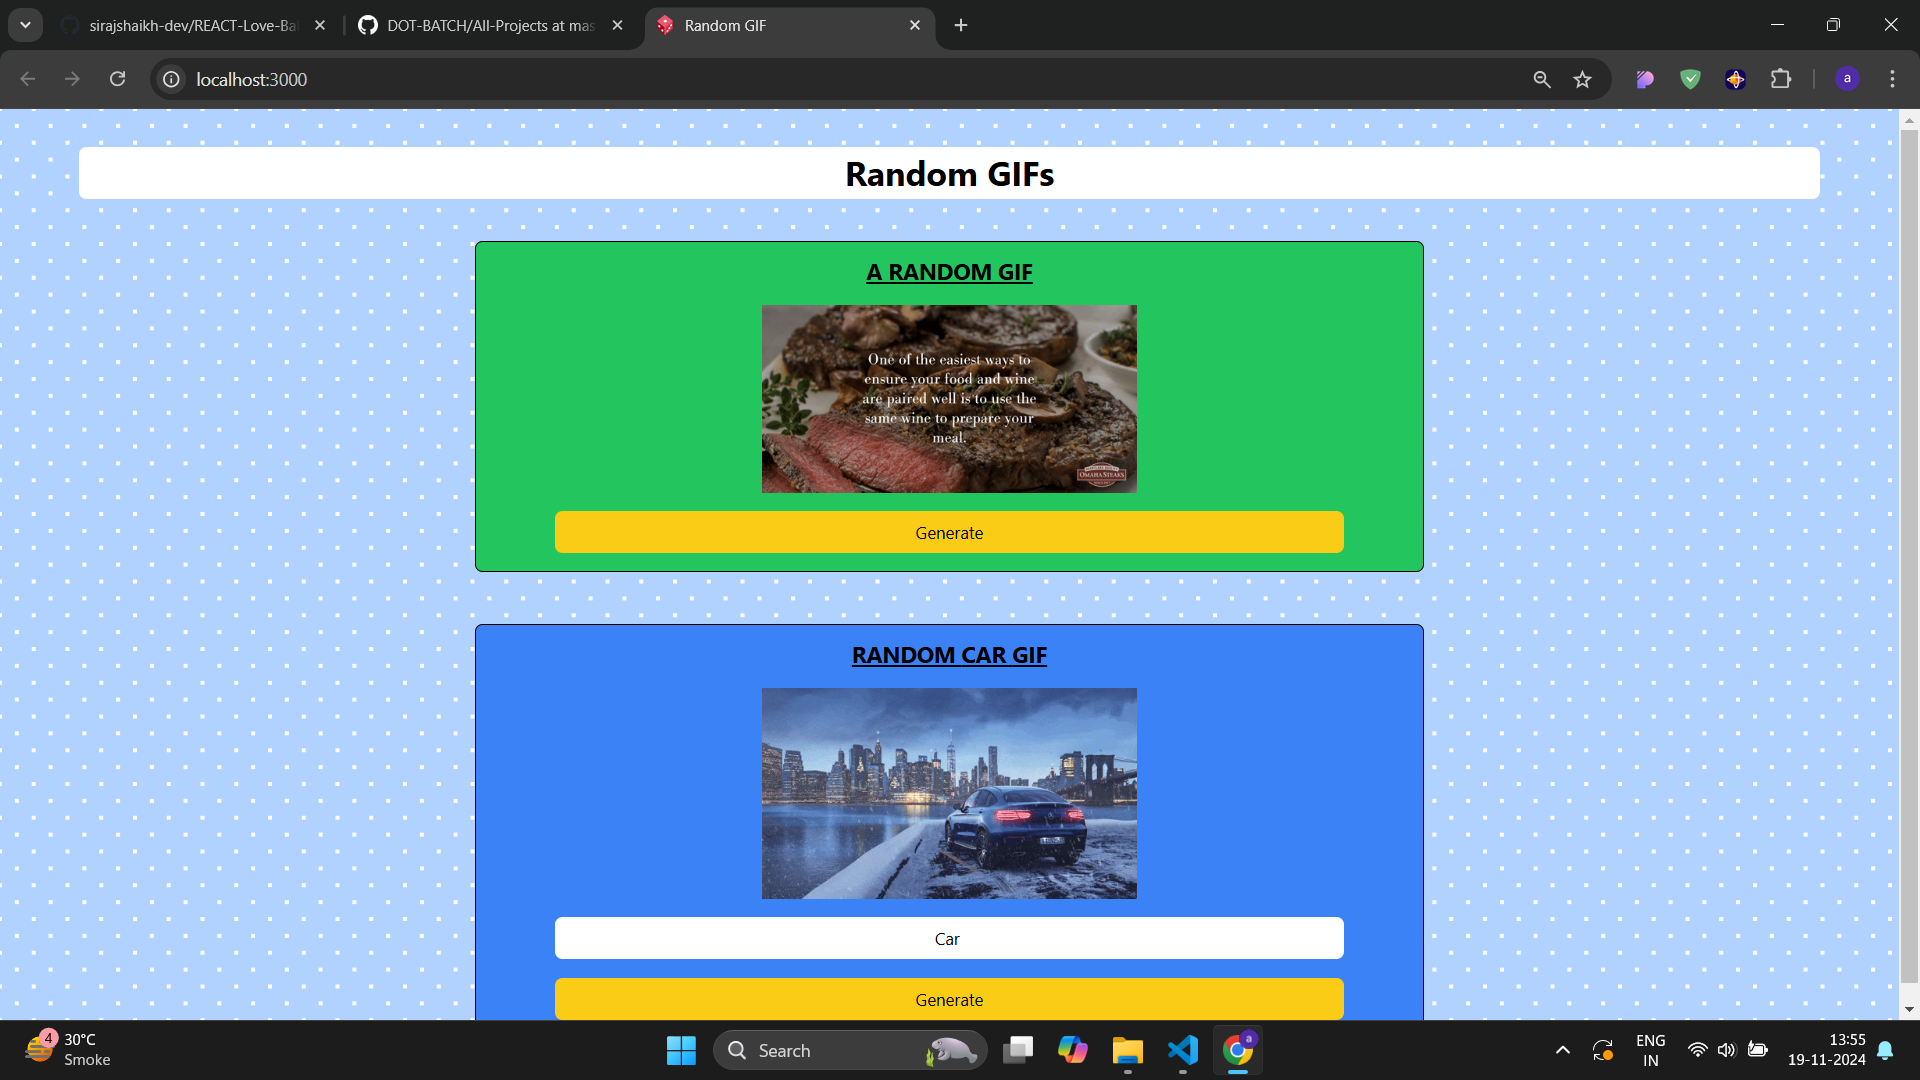 sirajshaikh-dev/REACT-Love-Ba
DOT-BATCH/All-Projects at mas
Random GIF
localhost:3000
a
Random GIFs
A RANDOM GIF
One of the easiest ways to
ensure your food and wine
are paired well is to use the
same wine to prepare your
meal.
OMAHA STEAKS
Generate
RANDOM CAR GIF
Car
Generate
4
30°C
Smoke
Search
a
ENG
IN
13:55
19-11-2024